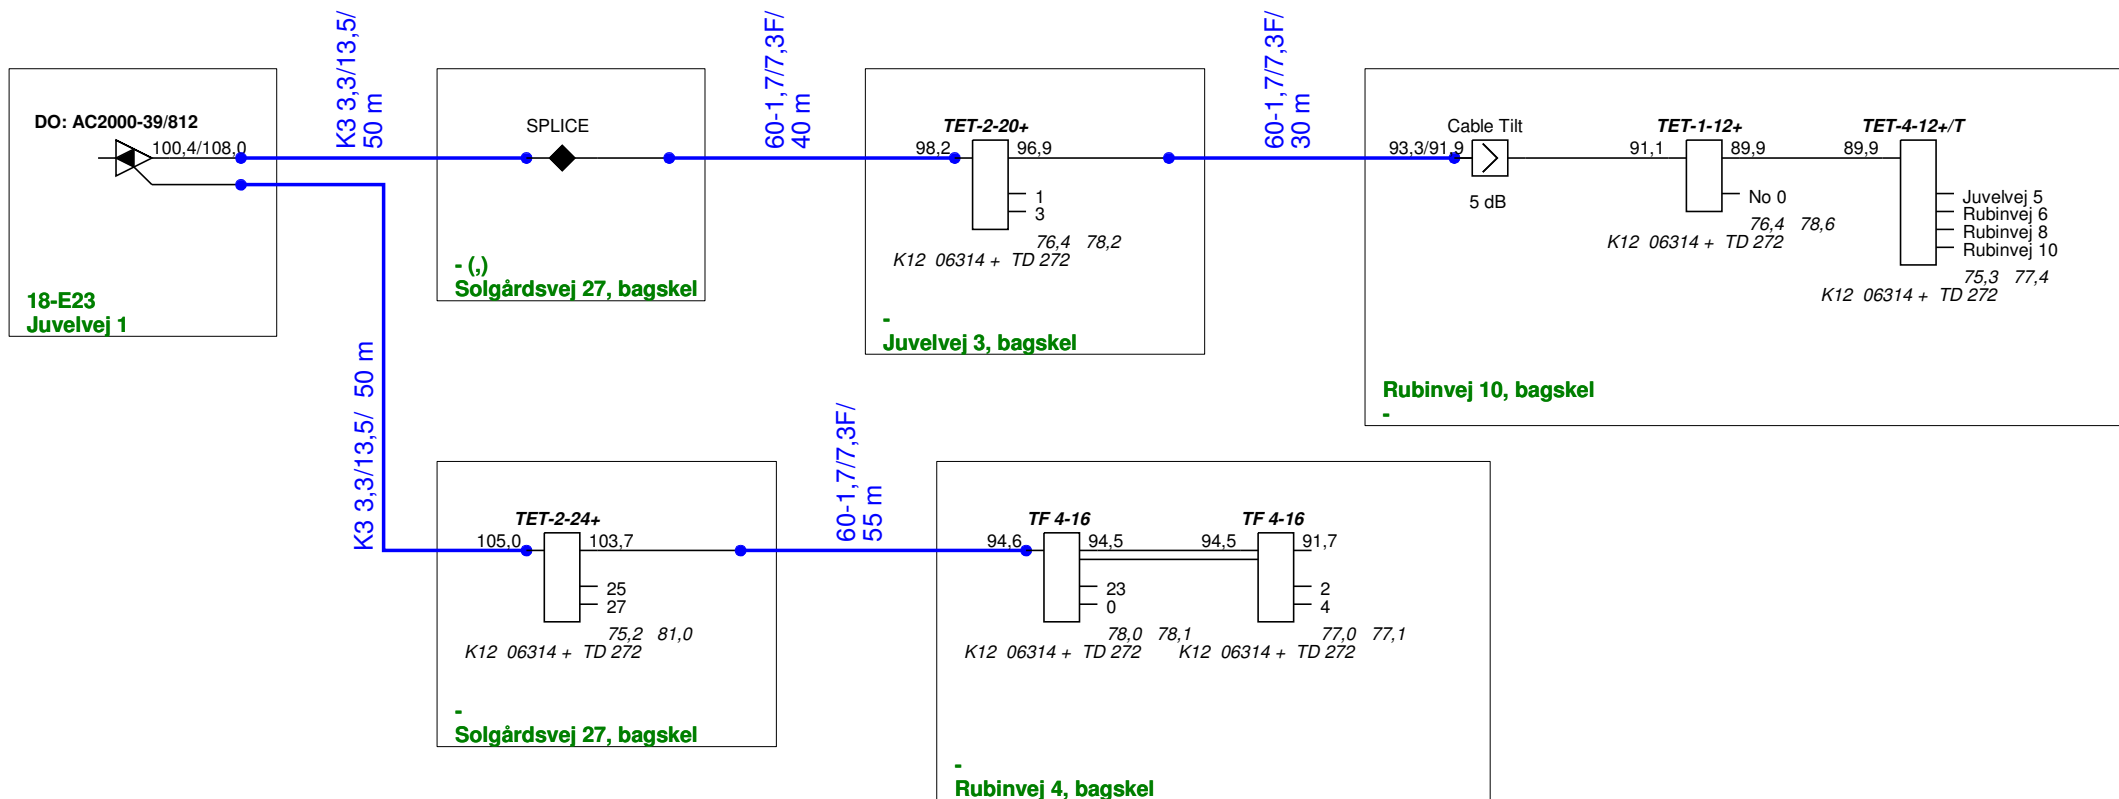 DO: AC2000-39/812
100,4/108,0
18-E23
Juvelvej 1
K3 3,3/13,5/
50 m
SPLICE
- (,)
Solgårdsvej 27, bagskel
60-1,7/7,3F/
40 m
TET-2-20+
98,2 96,9
1
3
76,4 78,2
K12 06314 + TD 272
-
Juvelvej 3, bagskel
60-1,7/7,3F/
30 m
Cable Tilt
93,3/91,9
5 dB
TET-1-12+
91,1 89,9
No 0
76,4 78,6
K12 06314 + TD 272
TET-4-12+/T
89,9
Juvelvej 5
Rubinvej 6
Rubinvej 8
Rubinvej 10
75,3 77,4
K12 06314 + TD 272
Rubinvej 10, bagskel
-
K3 3,3/13,5/ 50 m
TET-2-24+
105,0 103,7
25
27
75,2 81,0
K12 06314 + TD 272
-
Solgårdsvej 27, bagskel
60-1,7/7,3F/
55 m
TF 4-16
94,6 94,5
23
0
78,0 78,1
K12 06314 + TD 272
TF 4-16
94,5 91,7
2
4
77,0 77,1
K12 06314 + TD 272
-
Rubinvej 4, bagskel